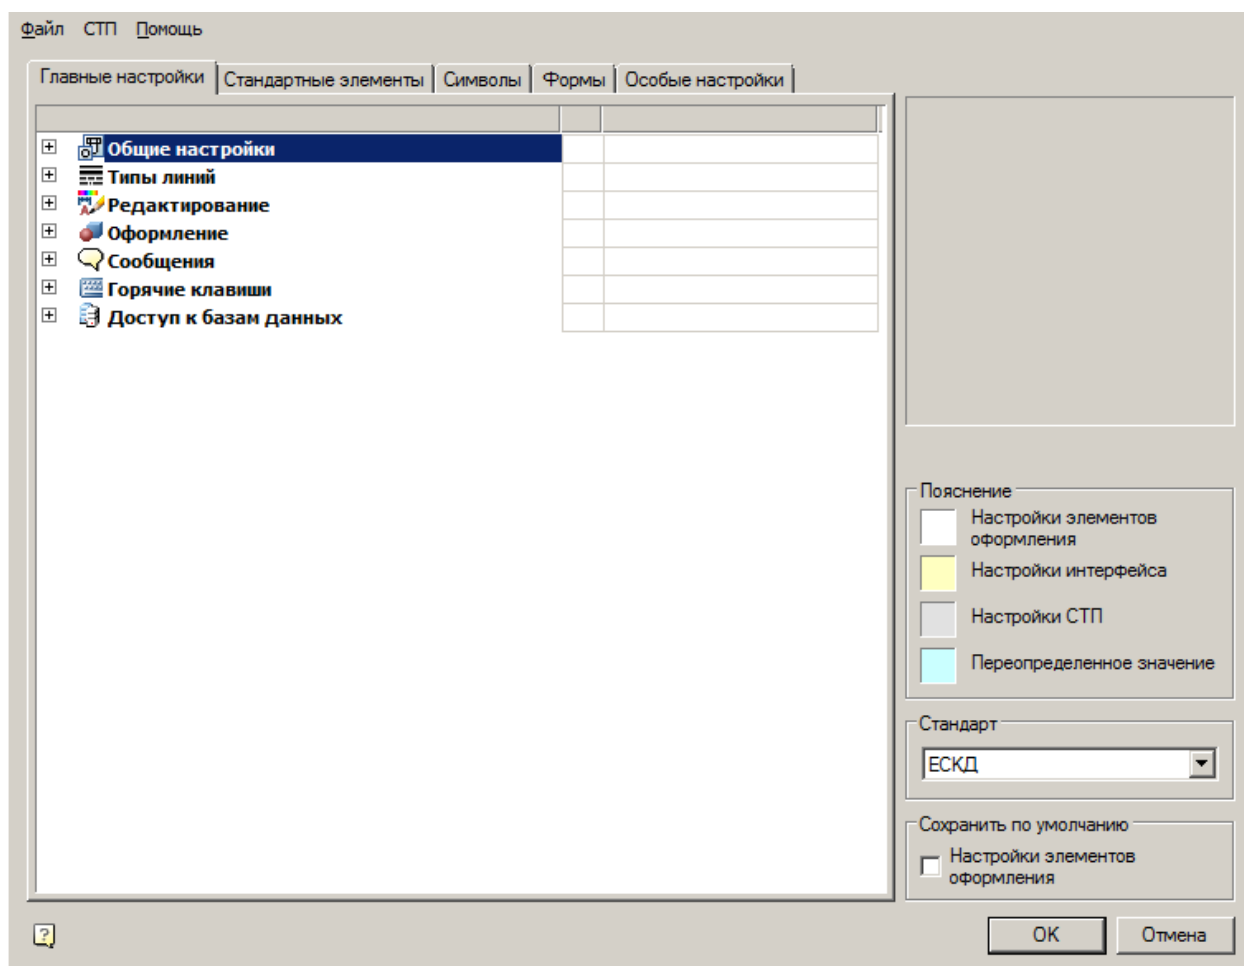 Файл СТП Помощь
Главные настройки Стандартные элементы Символы Формы Особые настройки
Общие настройки
Типы линий
Редактирование
Оформление
Сообщения
Горячие клавиши
Доступ к базам данных
Пояснение
Настройки элементов
оформления
Настройки интерфейса
Настройки СТП
Переопределенное значение
Стандарт
ЕСКД
Сохранить по умолчанию
Настройки элементов
оформления
? OK Отмена